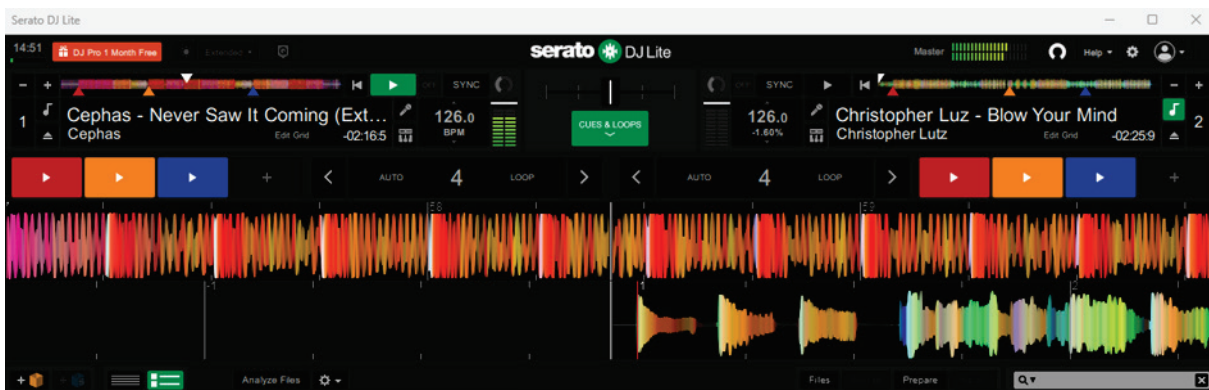 Serato DJ Lite
14:51 DJ Pro 1 Month Free Extended serato DJ Lite Master Help
- + OFF SYNC OFF SYNC - +
1 Cephas - Never Saw It Coming (Ext... 126.0 CUES & LOOPS 126.0 Christopher Luz - Blow Your Mind 2
Cephas Edit Grid -02:16:5 BPM -1.60% Christopher Lutz Edit Grid -02:25:9
+ AUTO 4 LOOP AUTO 4 LOOP +
58 59
-1 1 2
+ Analyze Files Files Prepare